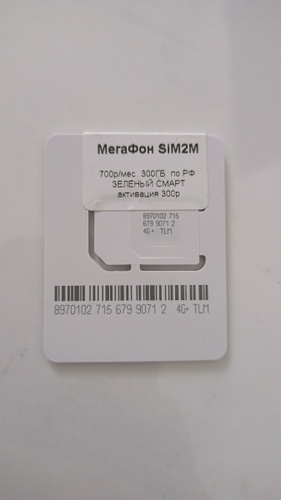 МегаФон SiM2M
700р/мес. 300ГБ по РФ
ЗЕЛЕНЫЙ СМАРТ
активация 300р
8970102 715
679 9071 2
4G+ TLM
8970102 715 679 9071 2 4G+ TLM